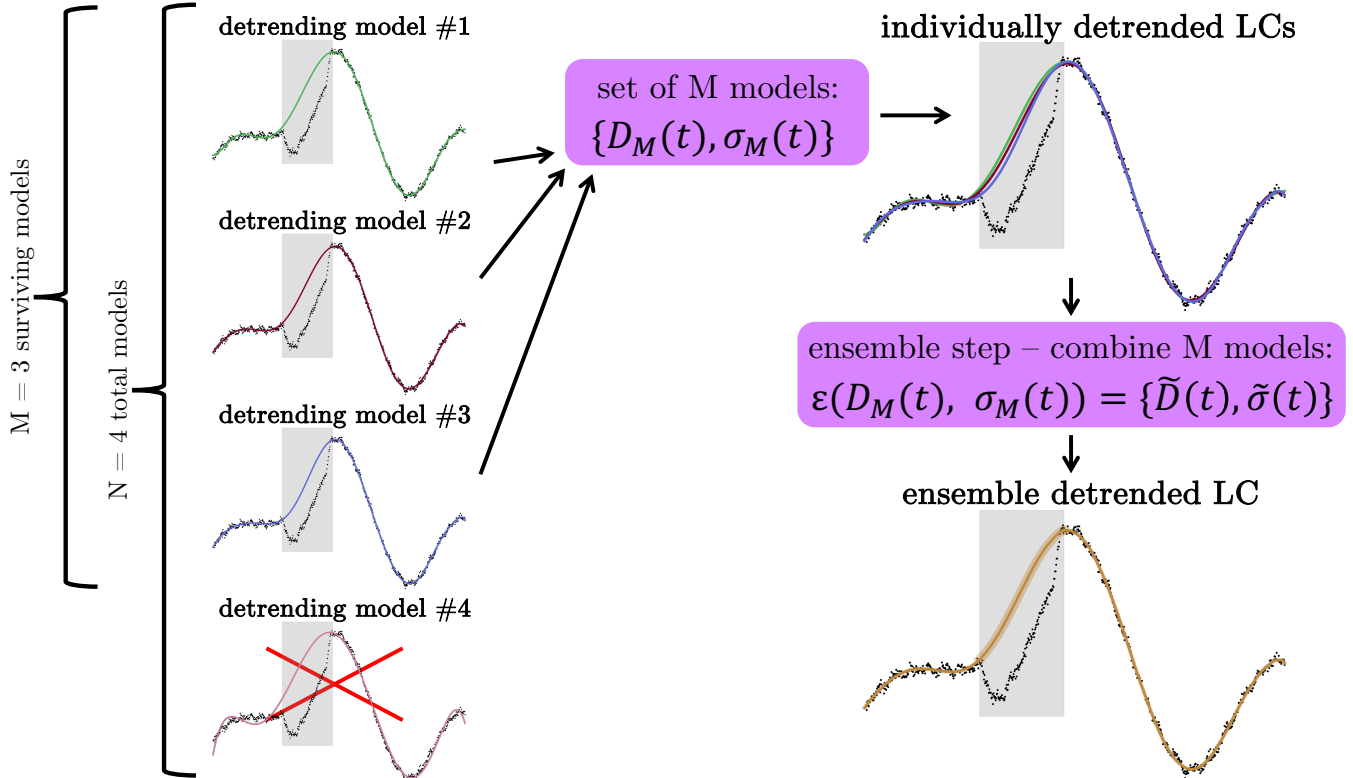 M = 3 surviving models
N = 4 total models
detrending model #1
detrending model #2
detrending model #3
detrending model #4
set of M models:
{D_M(t), σ_M(t)}
individually detrended LCs
ensemble step – combine M models:
ε(D_M(t), σ_M(t)) = {D̃(t), σ̃(t)}
ensemble detrended LC